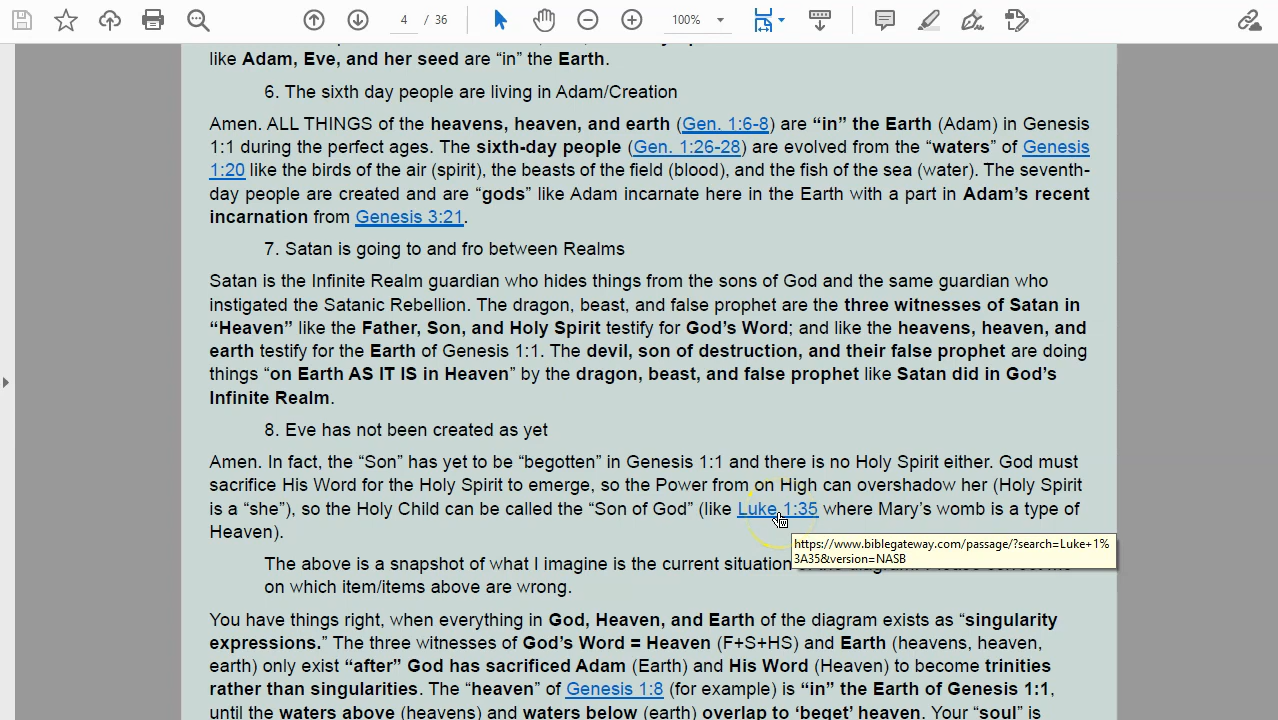 4 / 36
100%
like Adam, Eve, and her seed are “in” the Earth.
6. The sixth day people are living in Adam/Creation
Amen. ALL THINGS of the heavens, heaven, and earth (Gen. 1:6-8) are “in” the Earth (Adam) in Genesis
1:1 during the perfect ages. The sixth-day people (Gen. 1:26-28) are evolved from the “waters” of Genesis
1:20 like the birds of the air (spirit), the beasts of the field (blood), and the fish of the sea (water). The seventh-
day people are created and are “gods” like Adam incarnate here in the Earth with a part in Adam’s recent
incarnation from Genesis 3:21.
7. Satan is going to and fro between Realms
Satan is the Infinite Realm guardian who hides things from the sons of God and the same guardian who
instigated the Satanic Rebellion. The dragon, beast, and false prophet are the three witnesses of Satan in
“Heaven” like the Father, Son, and Holy Spirit testify for God’s Word; and like the heavens, heaven, and
earth testify for the Earth of Genesis 1:1. The devil, son of destruction, and their false prophet are doing
things “on Earth AS IT IS in Heaven” by the dragon, beast, and false prophet like Satan did in God’s
Infinite Realm.
8. Eve has not been created as yet
Amen. In fact, the “Son” has yet to be “begotten” in Genesis 1:1 and there is no Holy Spirit either. God must
sacrifice His Word for the Holy Spirit to emerge, so the Power from on High can overshadow her (Holy Spirit
is a “she”), so the Holy Child can be called the “Son of God” (like Luke 1:35 where Mary’s womb is a type of
Heaven).
https://www.biblegateway.com/passage/?search=Luke+1%
3A35&version=NASB
The above is a snapshot of what I imagine is the current situation
on which item/items above are wrong.
You have things right, when everything in God, Heaven, and Earth of the diagram exists as “singularity
expressions.” The three witnesses of God’s Word = Heaven (F+S+HS) and Earth (heavens, heaven,
earth) only exist “after” God has sacrificed Adam (Earth) and His Word (Heaven) to become trinities
rather than singularities. The “heaven” of Genesis 1:8 (for example) is “in” the Earth of Genesis 1:1,
until the waters above (heavens) and waters below (earth) overlap to ‘beget’ heaven. Your “soul” is